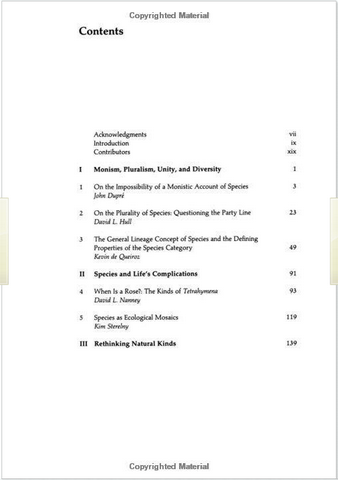 Copyrighted Material
Contents
Acknowledgments vii
Introduction ix
Contributors xix
I Monism, Pluralism, Unity, and Diversity 1
1 On the Impossibility of a Monistic Account of Species 3
John Dupré
2 On the Plurality of Species: Questioning the Party Line 23
David L. Hull
3 The General Lineage Concept of Species and the Defining
Properties of the Species Category 49
Kevin de Queiroz
II Species and Life's Complications 91
4 When Is a Rose?: The Kinds of Tetrahymena 93
David L. Nanney
5 Species as Ecological Mosaics 119
Kim Sterelny
III Rethinking Natural Kinds 139
Copyrighted Material